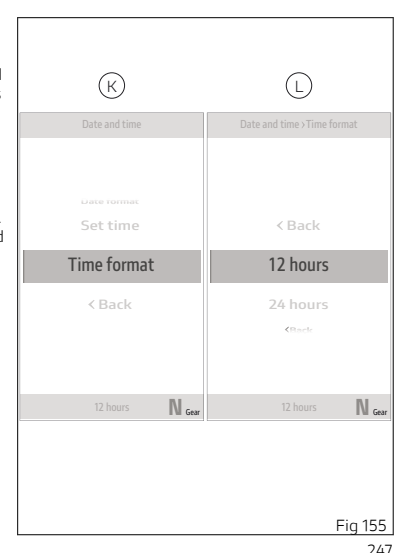 K
Date and time
Date format
Set time
Time format
< Back
12 hours
N Gear
L
Date and time >Time format
< Back
12 hours
24 hours
<Back
12 hours
N Gear
Fig 155
247